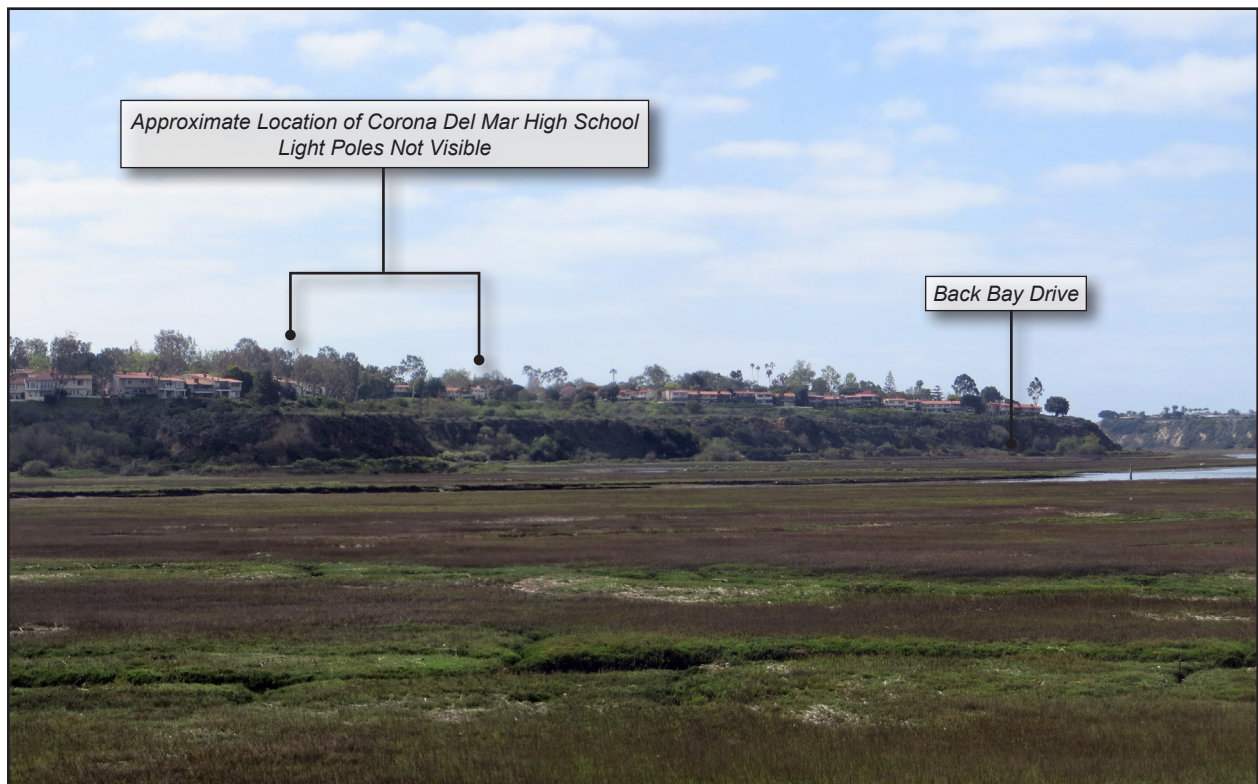 Approximate Location of Corona Del Mar High School
Light Poles Not Visible
Back Bay Drive